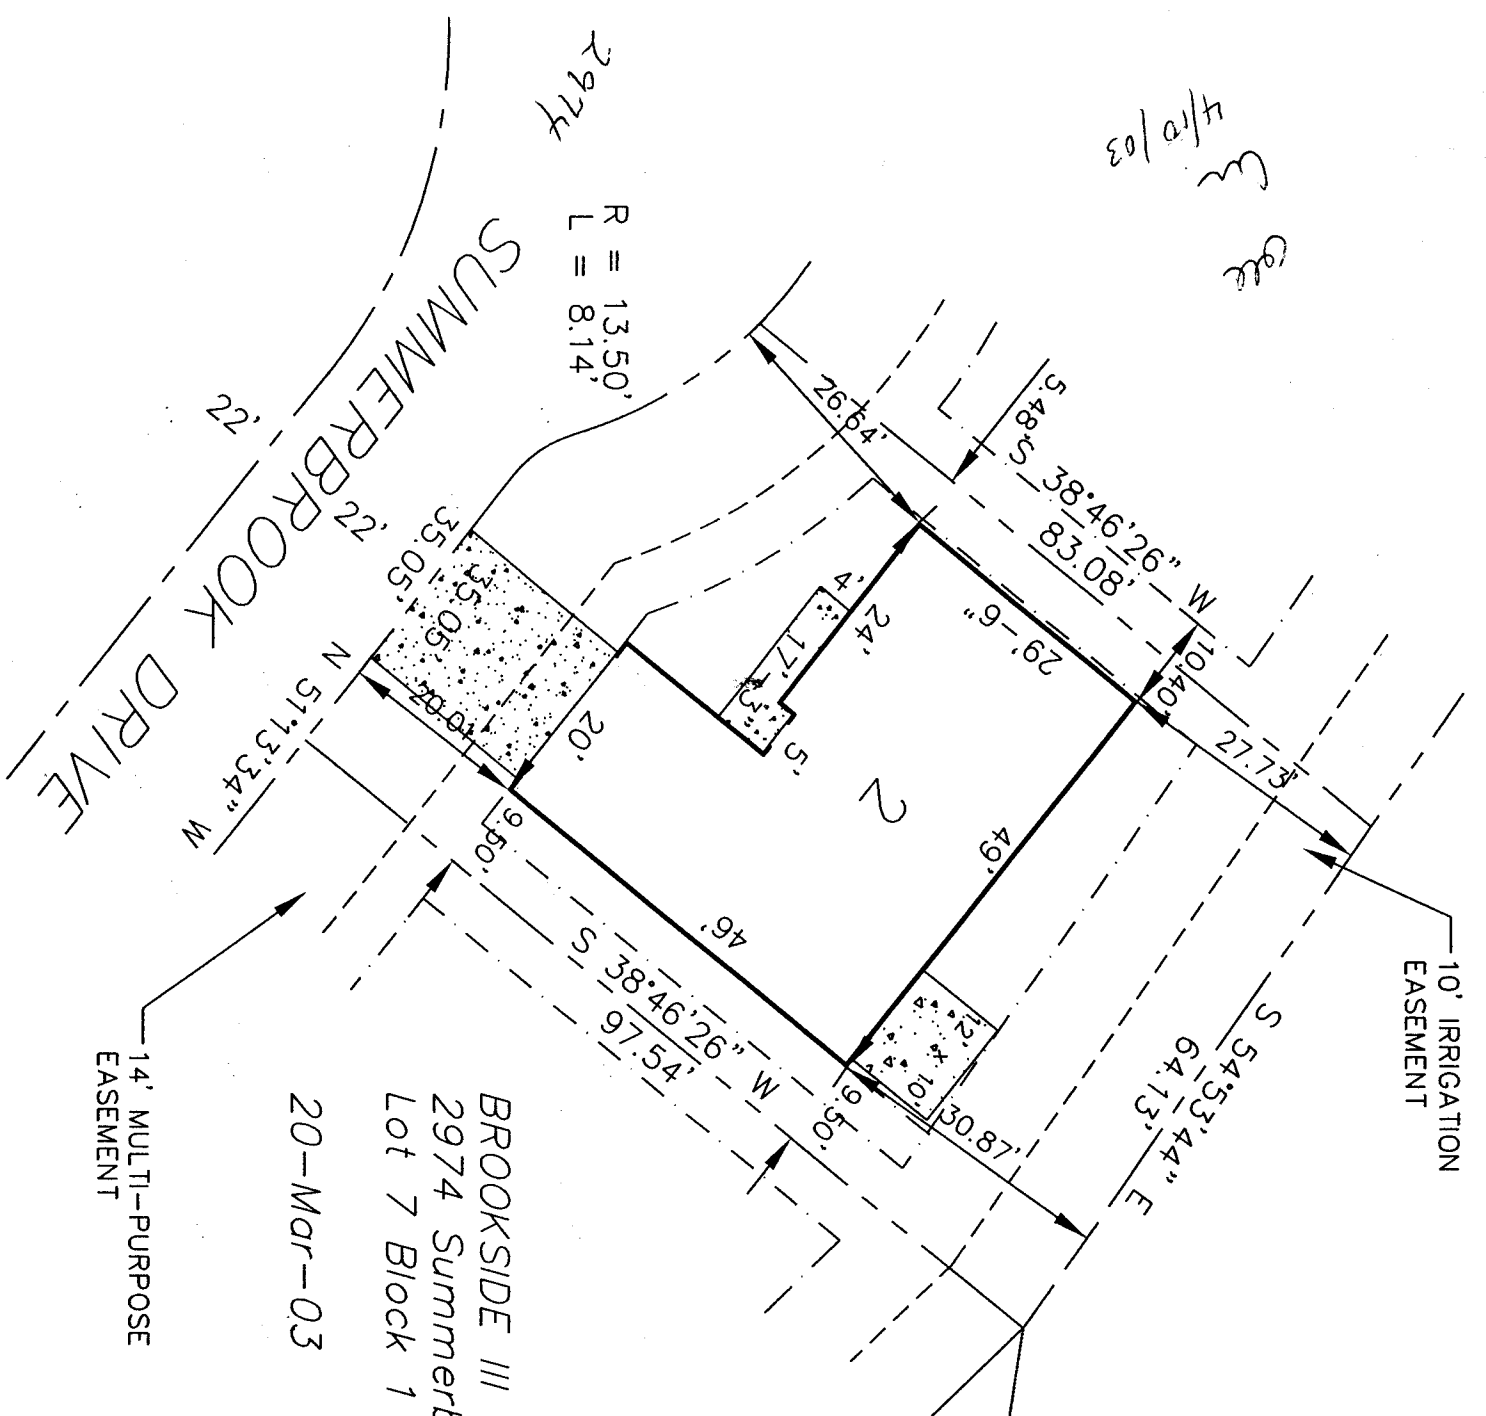 4/10/03
2974
R = 13.50'
L = 8.14'
SUMMERBROOK DRIVE
22'
22'
26.64'
5.48'
S 38°46'26" W
83.08'
10.40'
27.73'
10' IRRIGATION
EASEMENT
S 54°53'44" E
64.13'
29'-6"
4'
24'
17'-3"
5'
2
49'
20'
35.05'
35.05'
20.01'
N 51°13'34" W
9.50'
46'
12' x 10'
9.50'
30.87'
S 38°46'26" W
97.54'
14' MULTI-PURPOSE
EASEMENT
BROOKSIDE III
2974 Summerb
Lot 7 Block 1
20-Mar-03